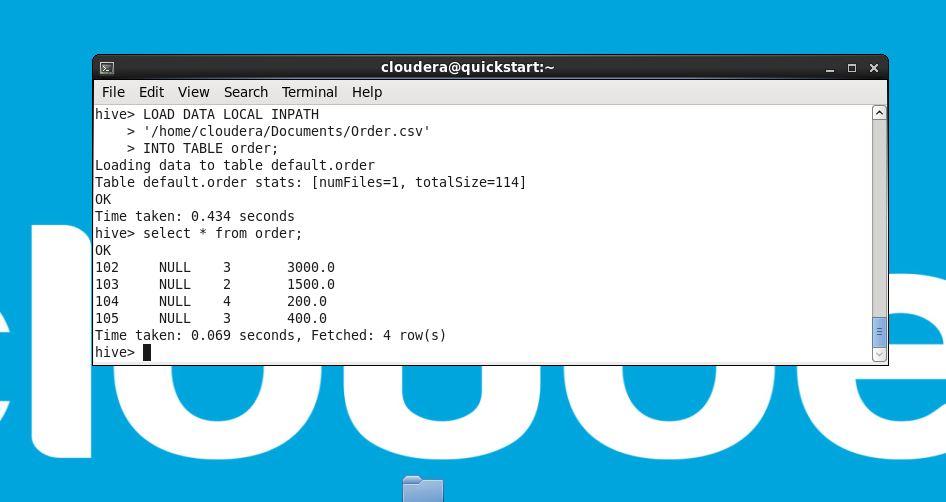 cloudera@quickstart:~
File Edit View Search Terminal Help
hive> LOAD DATA LOCAL INPATH
    > '/home/cloudera/Documents/Order.csv'
    > INTO TABLE order;
Loading data to table default.order
Table default.order stats: [numFiles=1, totalSize=114]
OK
Time taken: 0.434 seconds
hive> select * from order;
OK
102     NULL    3       3000.0
103     NULL    2       1500.0
104     NULL    4       200.0
105     NULL    3       400.0
Time taken: 0.069 seconds, Fetched: 4 row(s)
hive>
cloude